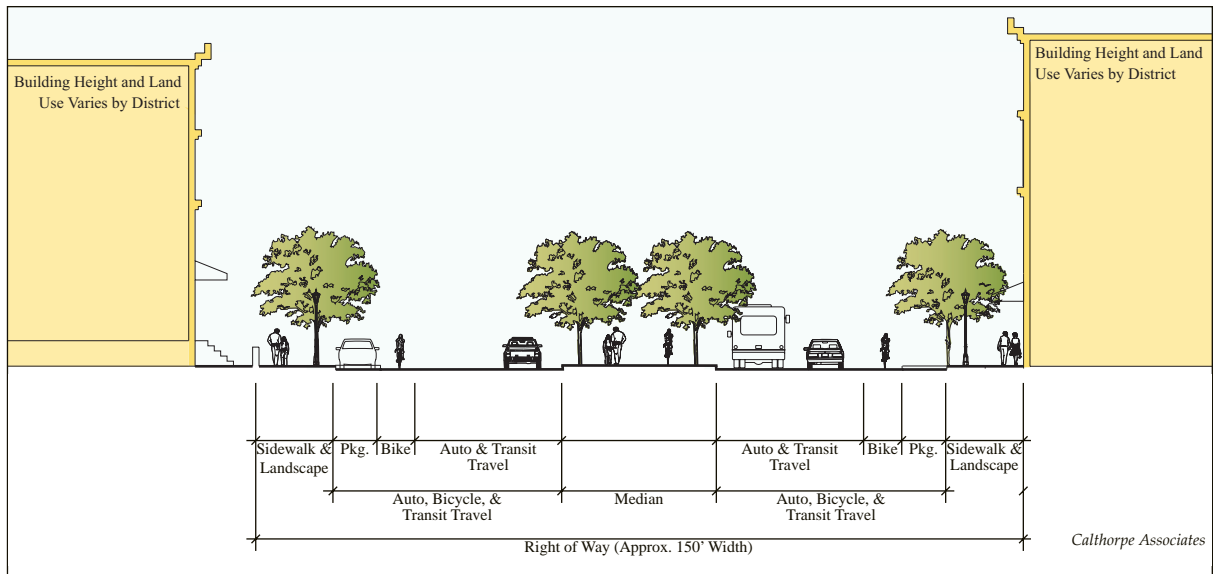 Building Height and Land
Use Varies by District
Building Height and Land
Use Varies by District
Sidewalk &
Landscape
Pkg.
Bike
Auto & Transit
Travel
Auto & Transit
Travel
Bike
Pkg.
Sidewalk &
Landscape
Auto, Bicycle, &
Transit Travel
Median
Auto, Bicycle, &
Transit Travel
Right of Way (Approx. 150’ Width)
Calthorpe Associates